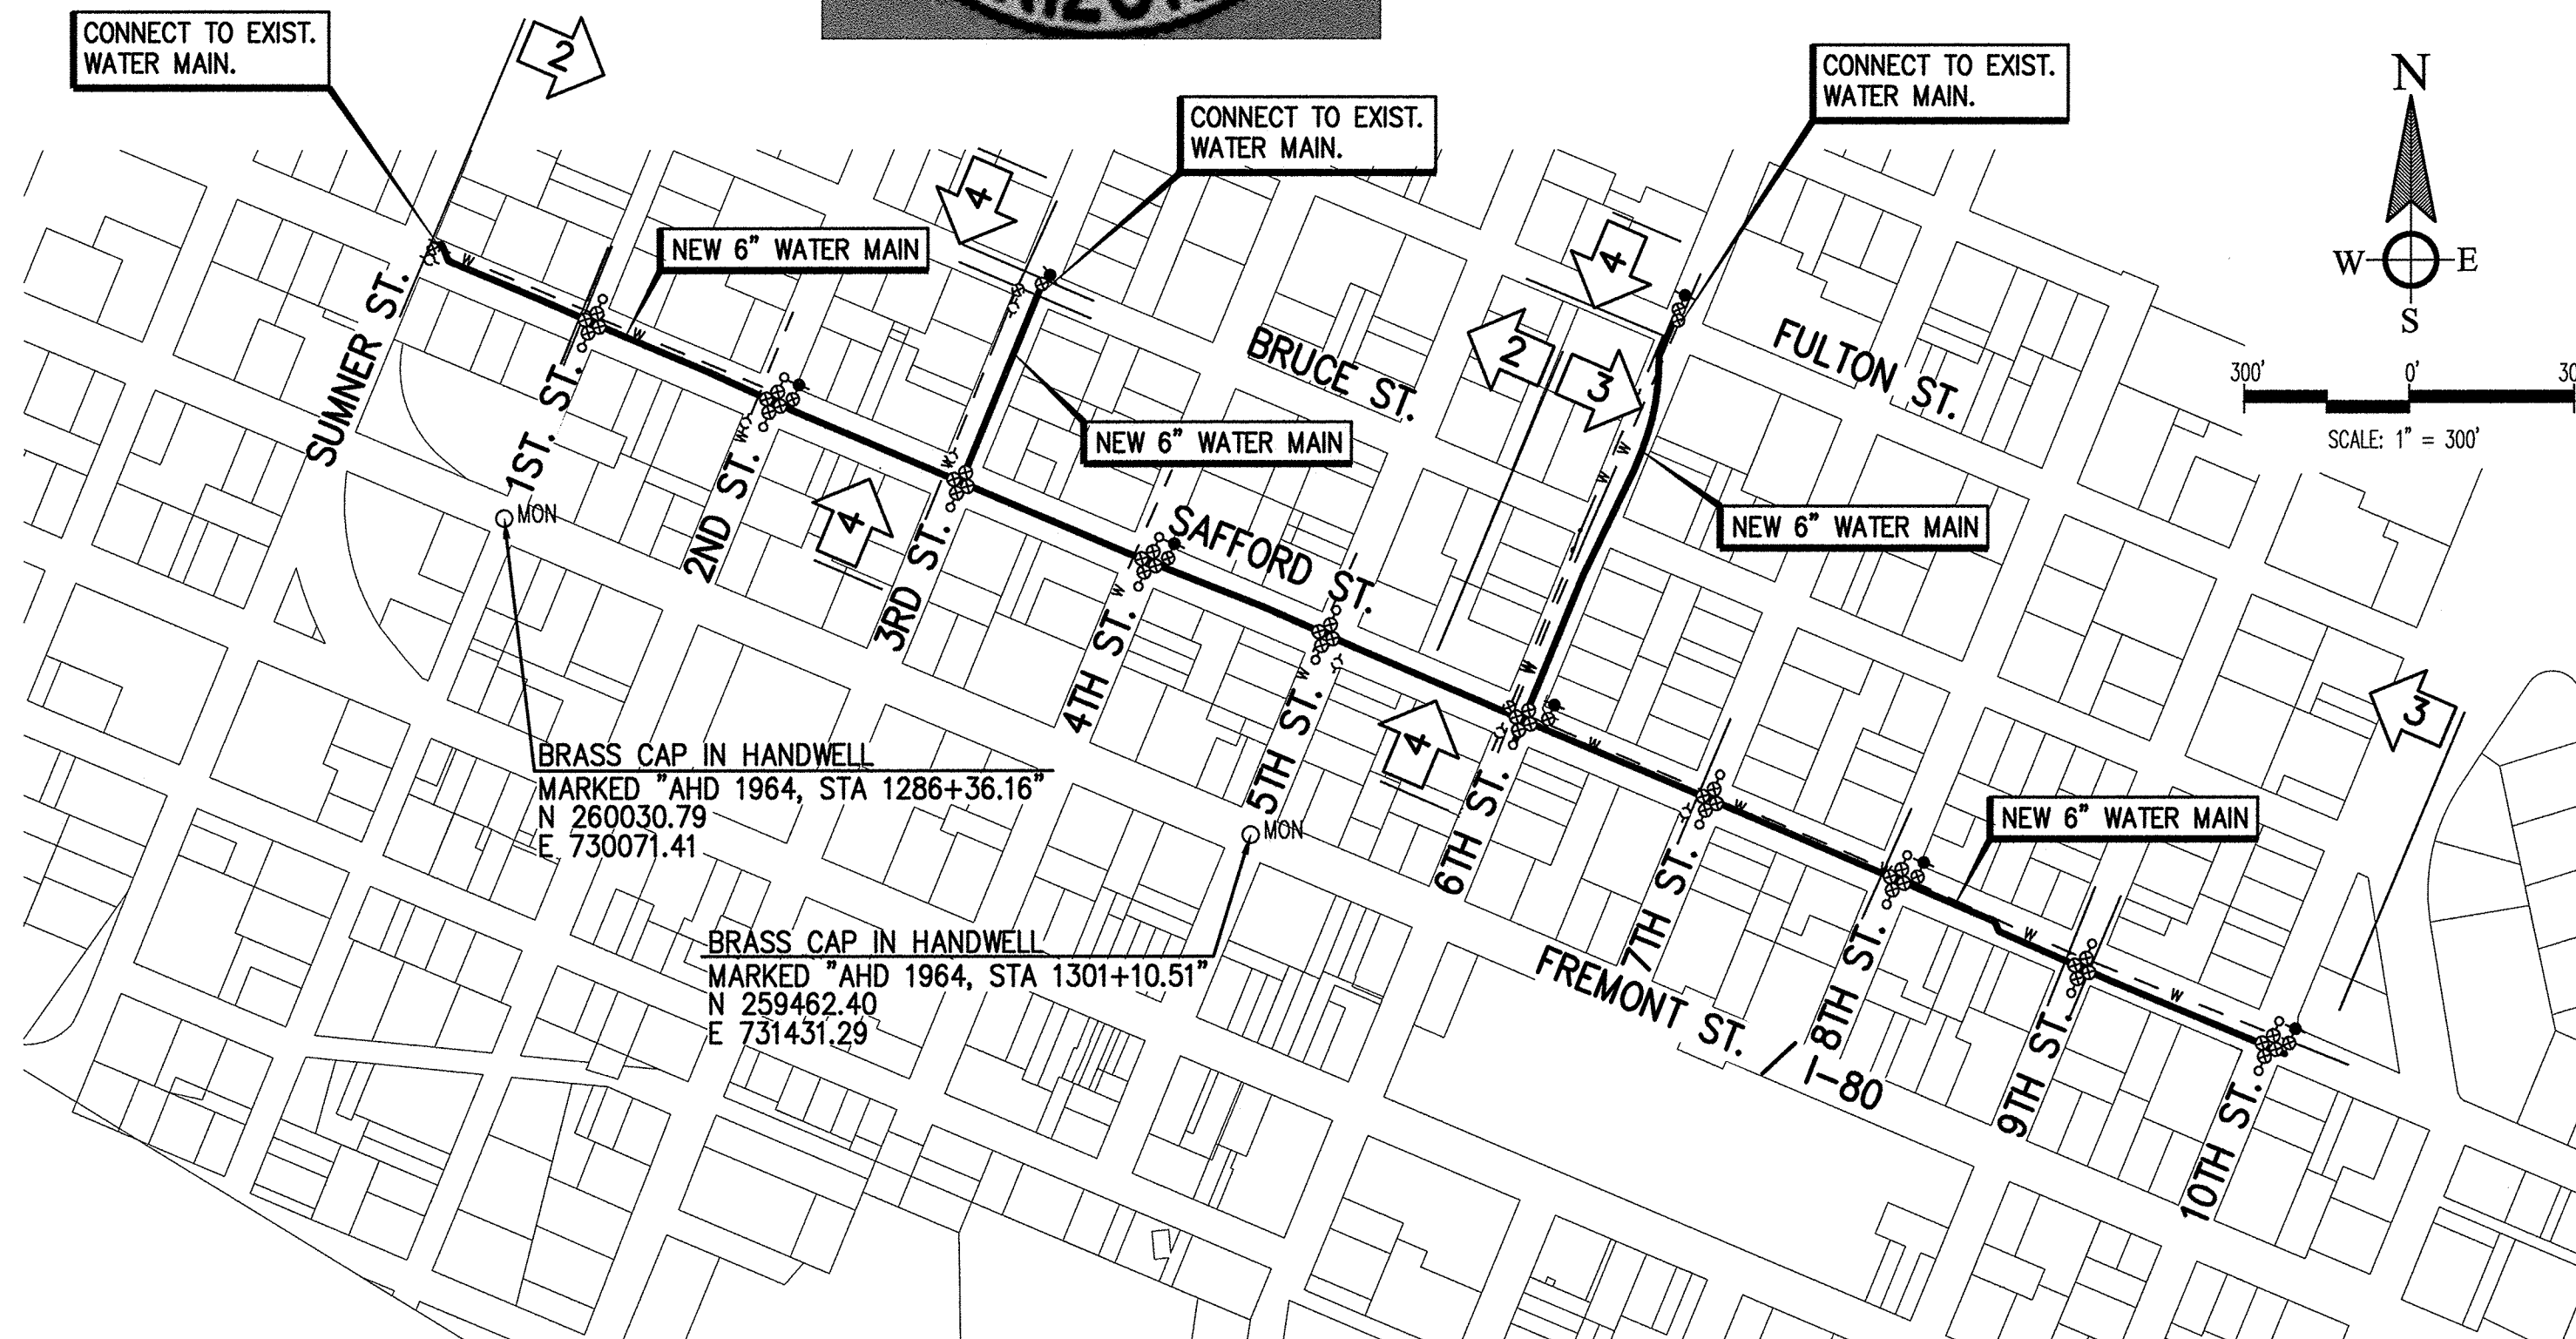 CONNECT TO EXIST.
WATER MAIN.
2
CONNECT TO EXIST.
WATER MAIN.
CONNECT TO EXIST.
WATER MAIN.
N
W
E
S
300'
0'
SCALE: 1" = 300'
4
4
2
3
NEW 6" WATER MAIN
NEW 6" WATER MAIN
NEW 6" WATER MAIN
NEW 6" WATER MAIN
BRUCE ST.
FULTON ST.
SAFFORD ST.
SUMNER ST.
1ST. ST.
2ND ST.
3RD ST.
4TH ST.
5TH ST.
6TH ST.
7TH ST.
8TH ST.
9TH ST.
10TH ST.
FREMONT ST. / I-80
4
4
3
MON
MON
BRASS CAP IN HANDWELL
MARKED "AHD 1964, STA 1286+36.16"
N 260030.79
E 730071.41
BRASS CAP IN HANDWELL
MARKED "AHD 1964, STA 1301+10.51"
N 259462.40
E 731431.29
W
W
W
W
W
W
W
W
W
W
W
W
W
W